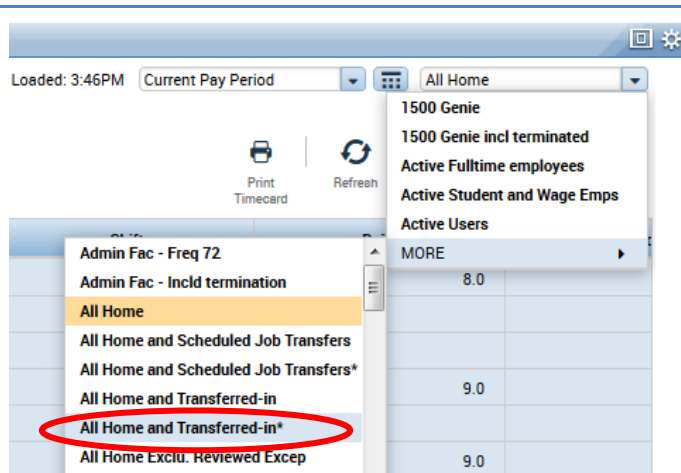 Loaded: 3:46PM Current Pay Period All Home
1500 Genie
1500 Genie incl terminated
Active Fulltime employees
Active Student and Wage Emps
Active Users
MORE
Print
Timecard
Refresh
Admin Fac - Freq 72
Admin Fac - Incld termination
All Home
All Home and Scheduled Job Transfers
All Home and Scheduled Job Transfers*
All Home and Transferred-in
All Home and Transferred-in*
All Home Exclu. Reviewed Excep
8.0
9.0
9.0